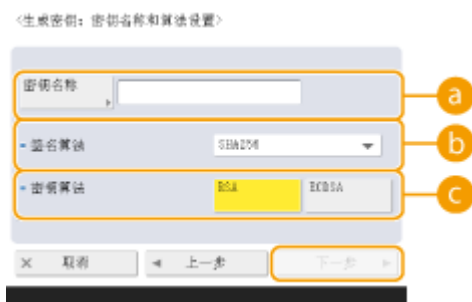 <生成密钥：密钥名称和算法设置>
密钥名称
a
签名算法
SHA256
b
密钥算法
RSA
ECDSA
c
× 取消
上一步
下一步